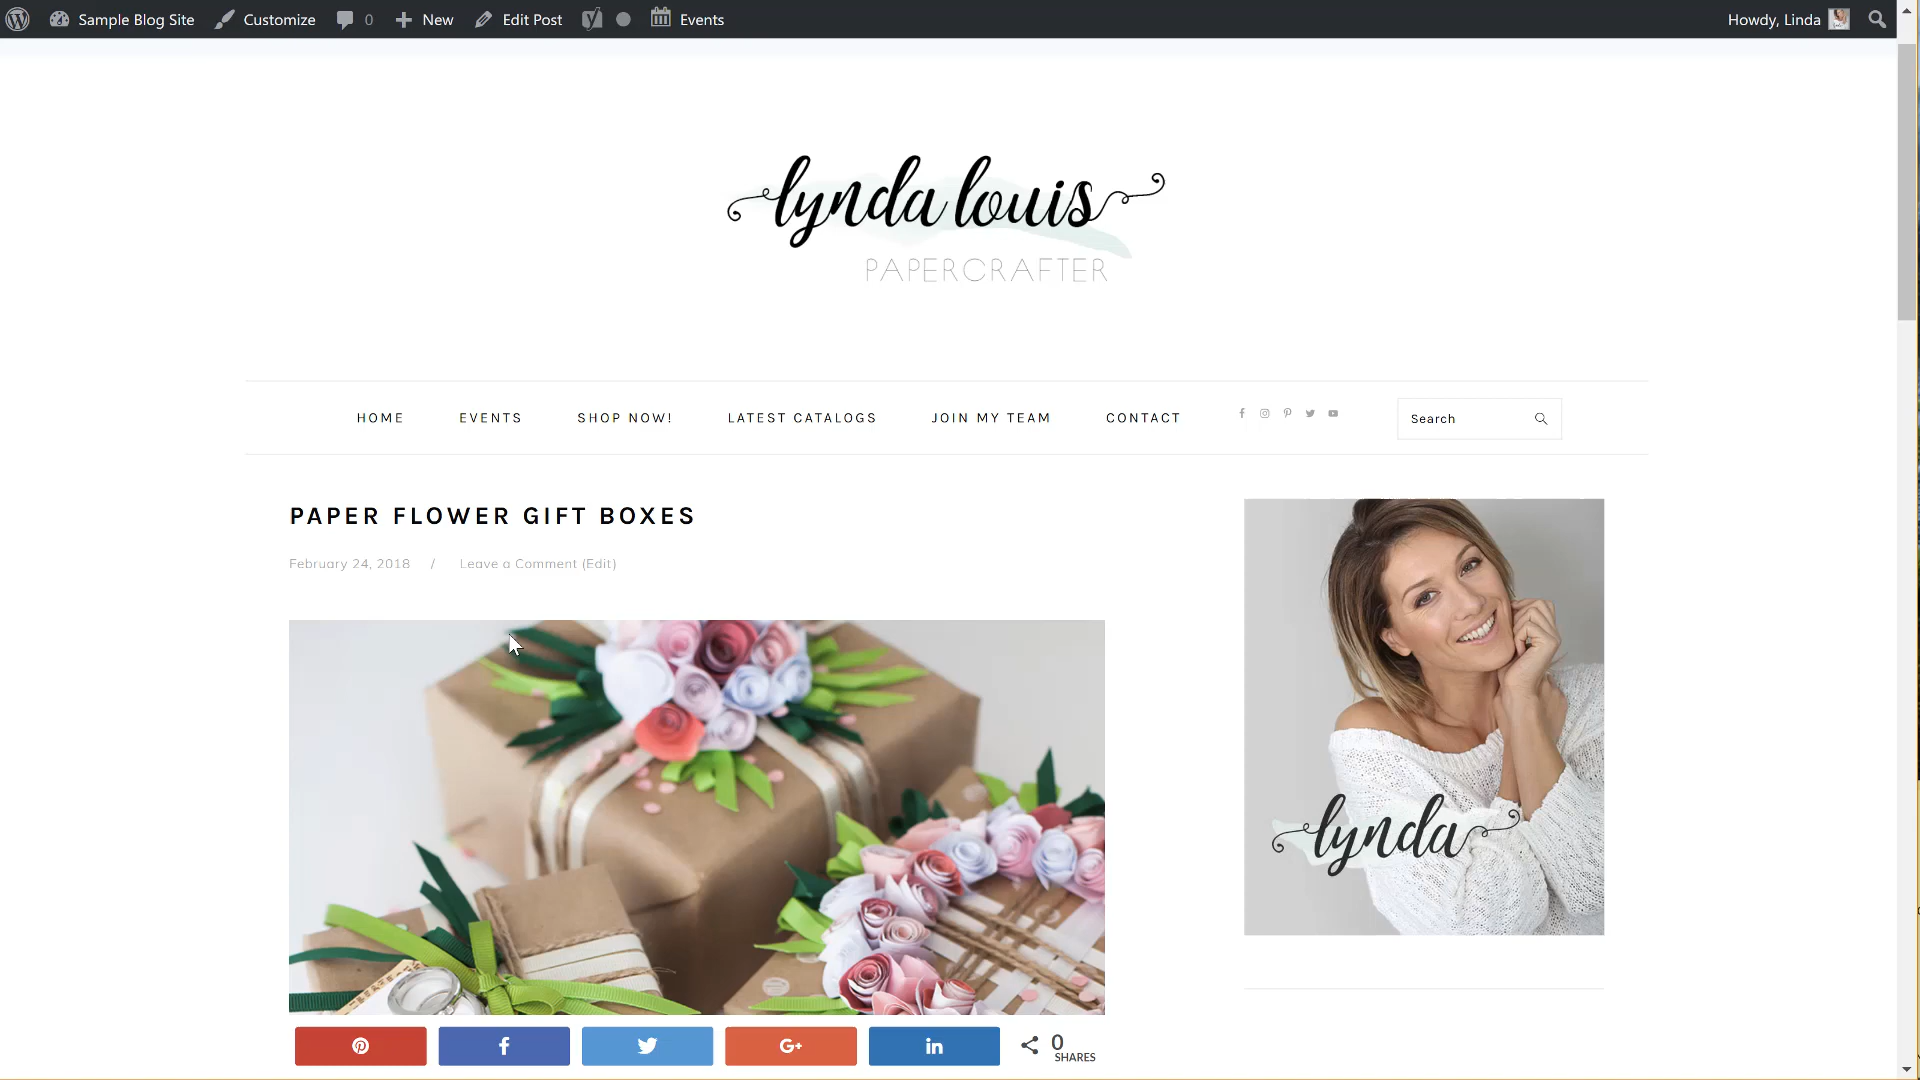 Sample Blog Site Customize 0 New Edit Post Events Howdy, Linda
lynda louis
PAPERCRAFTER
HOME EVENTS SHOP NOW! LATEST CATALOGS JOIN MY TEAM CONTACT Search
PAPER FLOWER GIFT BOXES
February 24, 2018 / Leave a Comment (Edit)
lynda
0
SHARES